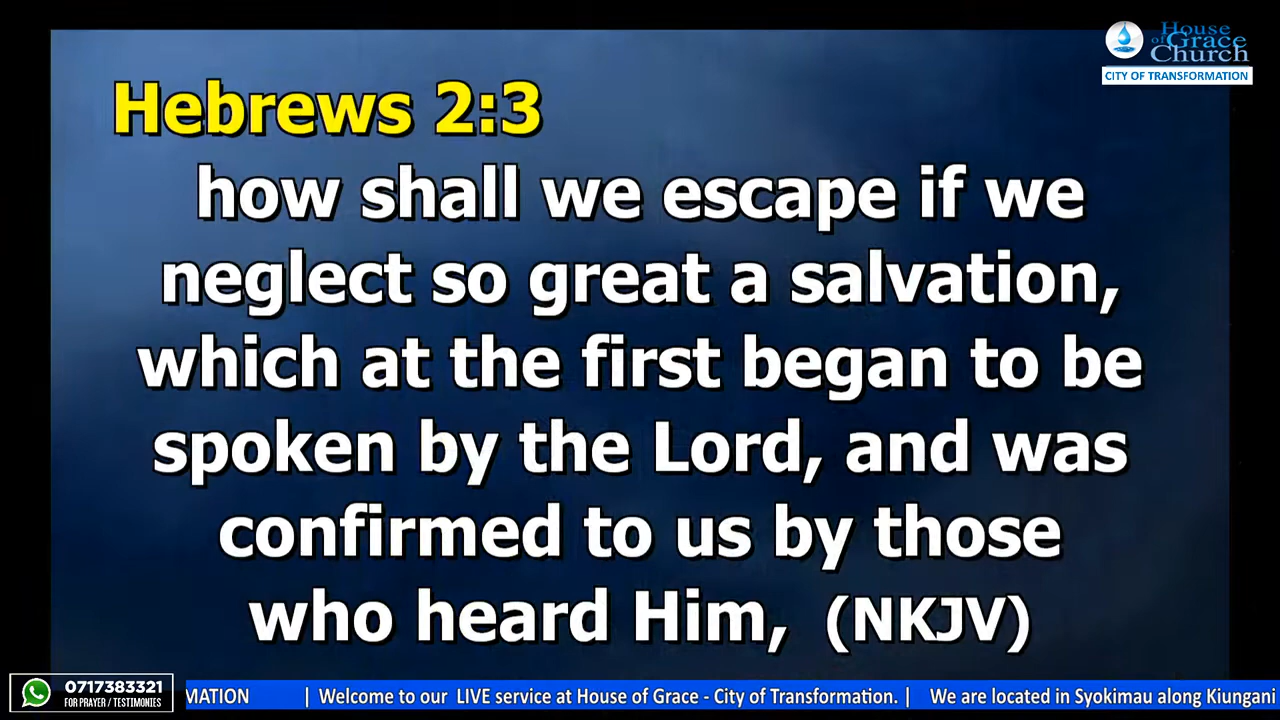 House
of Grace
Church
CITY OF TRANSFORMATION
Hebrews 2:3
how shall we escape if we
neglect so great a salvation,
which at the first began to be
spoken by the Lord, and was
confirmed to us by those
who heard Him, (NKJV)
0717383321
FOR PRAYER / TESTIMONIES
MATION | Welcome to our LIVE service at House of Grace - City of Transformation. | We are located in Syokimau along Kiungani